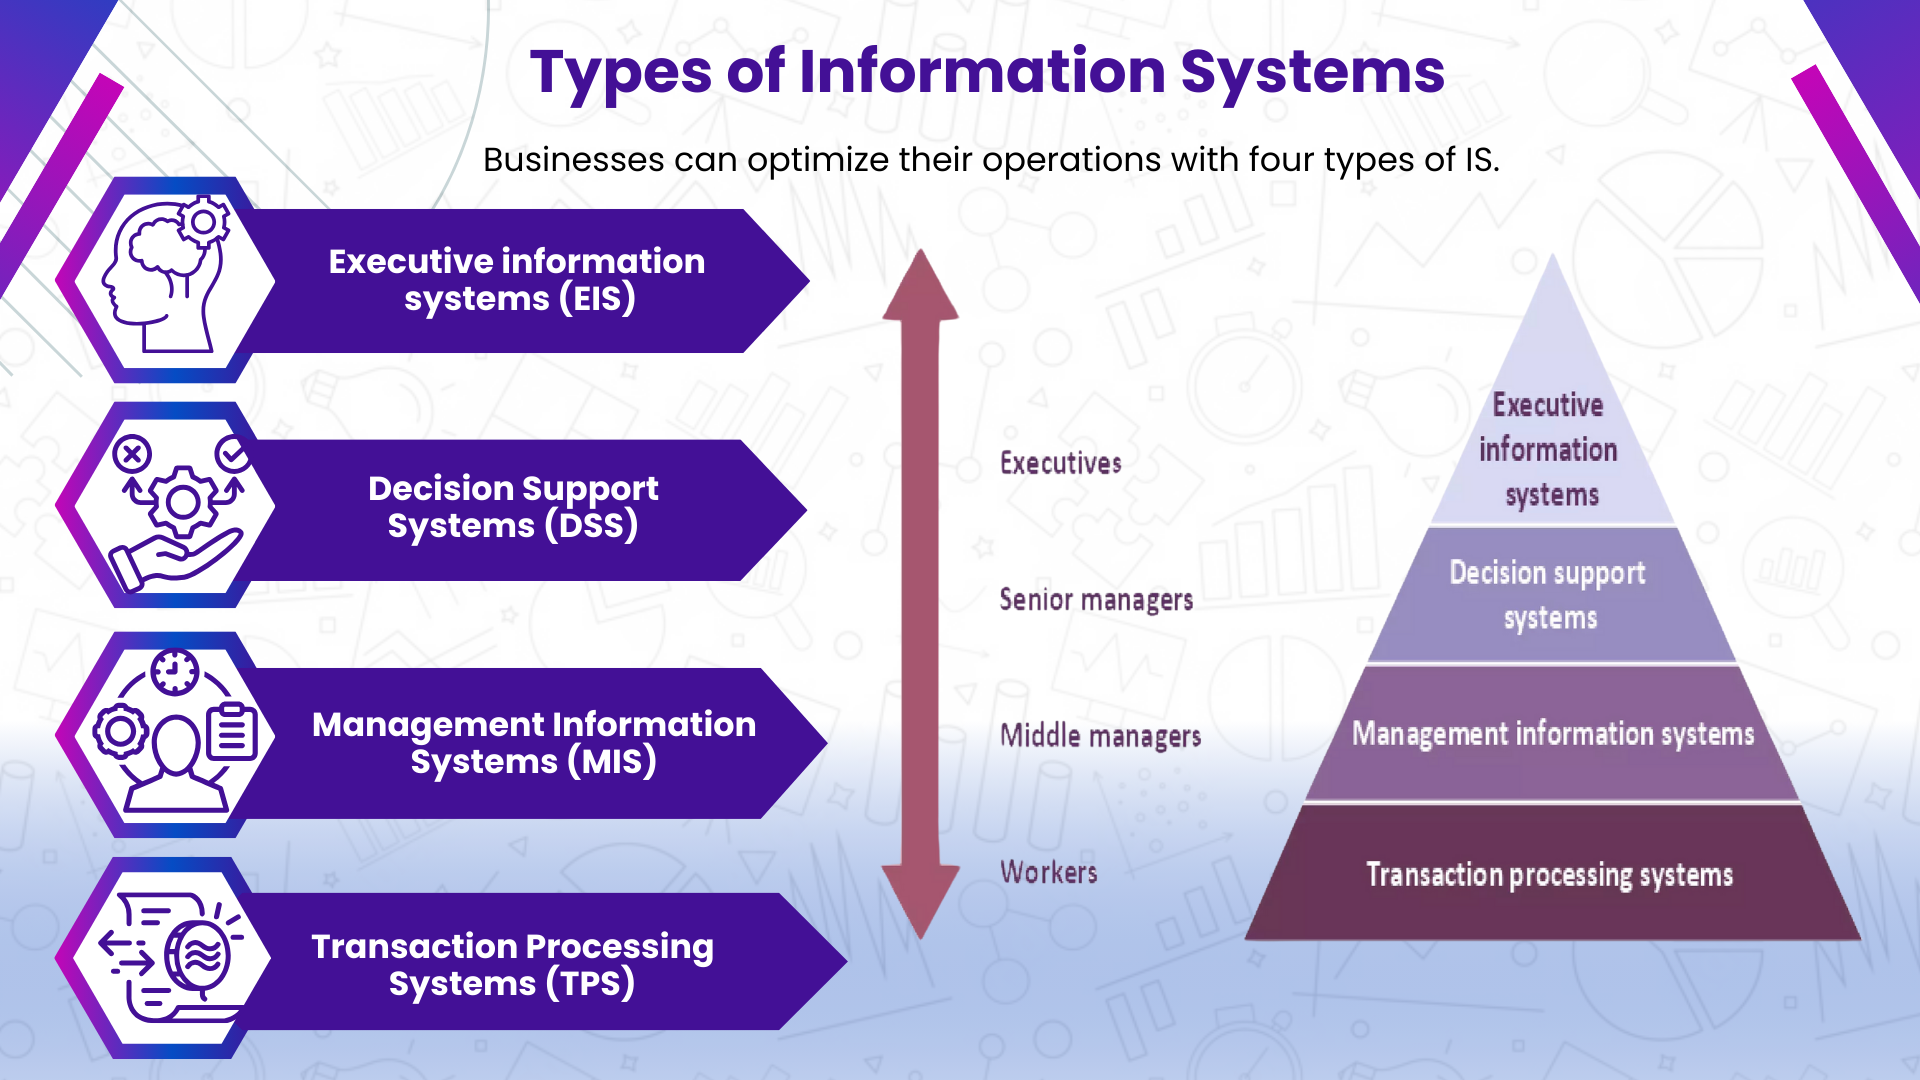 Types of Information Systems
Businesses can optimize their operations with four types of IS.
Executive information
systems (EIS)
Decision Support
Systems (DSS)
Management Information
Systems (MIS)
Transaction Processing
Systems (TPS)
Executives
Senior managers
Middle managers
Workers
Executive
information
systems
Decision support
systems
Management information systems
Transaction processing systems